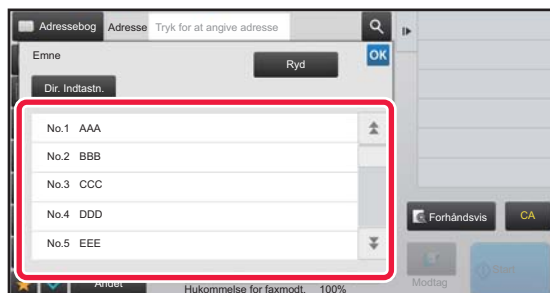 Adressebog Adresse Tryk for at angive adresse
Emne Ryd OK
Dir. Indtastn.
No.1 AAA
No.2 BBB
No.3 CCC
No.4 DDD
No.5 EEE
Forhåndsvis CA
Andet
Hukommelse for faxmodt. 100%
Modtag Start